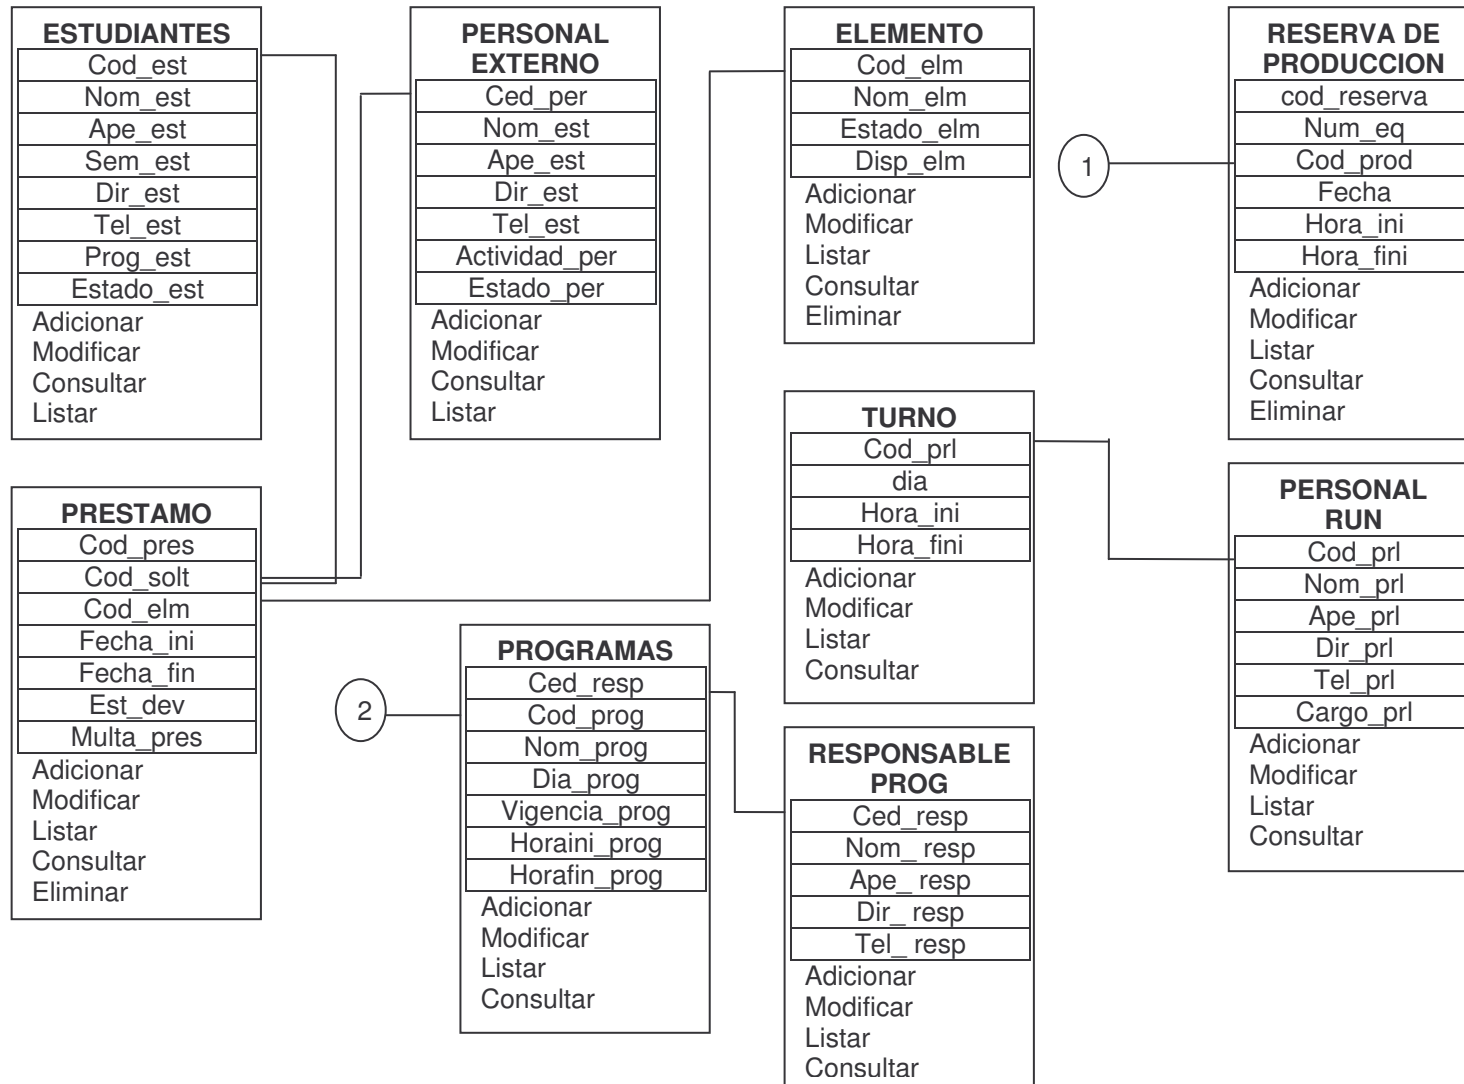 ESTUDIANTES
Cod_est
Nom_est
Ape_est
Sem_est
Dir_est
Tel_est
Prog_est
Estado_est
Adicionar
Modificar
Consultar
Listar
PERSONAL
EXTERNO
Ced_per
Nom_est
Ape_est
Dir_est
Tel_est
Actividad_per
Estado_per
Adicionar
Modificar
Consultar
Listar
ELEMENTO
Cod_elm
Nom_elm
Estado_elm
Disp_elm
Adicionar
Modificar
Listar
Consultar
Eliminar
1
RESERVA DE
PRODUCCION
cod_reserva
Num_eq
Cod_prod
Fecha
Hora_ini
Hora_fini
Adicionar
Modificar
Listar
Consultar
Eliminar
PRESTAMO
Cod_pres
Cod_solt
Cod_elm
Fecha_ini
Fecha_fin
Est_dev
Multa_pres
Adicionar
Modificar
Listar
Consultar
Eliminar
2
PROGRAMAS
Ced_resp
Cod_prog
Nom_prog
Dia_prog
Vigencia_prog
Horaini_prog
Horafin_prog
Adicionar
Modificar
Listar
Consultar
TURNO
Cod_prl
dia
Hora_ini
Hora_fini
Adicionar
Modificar
Listar
Consultar
RESPONSABLE
PROG
Ced_resp
Nom_ resp
Ape_ resp
Dir_ resp
Tel_ resp
Adicionar
Modificar
Listar
Consultar
PERSONAL
RUN
Cod_prl
Nom_prl
Ape_prl
Dir_prl
Tel_prl
Cargo_prl
Adicionar
Modificar
Listar
Consultar